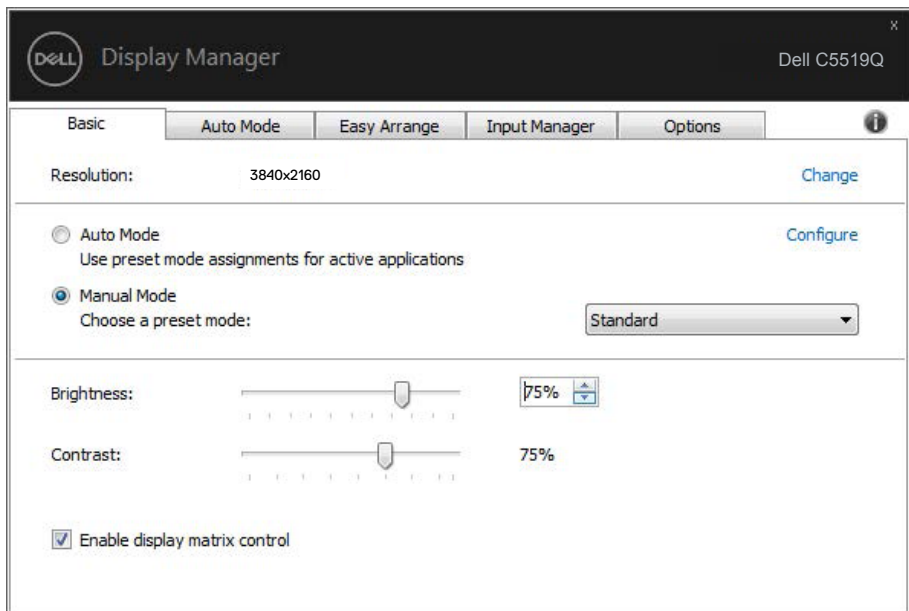 DELL
Display Manager
x
Dell C5519Q
Basic
Auto Mode
Easy Arrange
Input Manager
Options
i
Resolution:
3840x2160
Change
Auto Mode
Configure
Use preset mode assignments for active applications
Manual Mode
Choose a preset mode:
Standard
Brightness:
75%
Contrast:
75%
Enable display matrix control